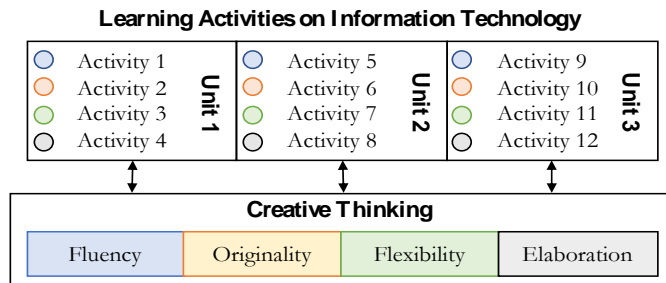 Learning Activities on Information Technology
Activity 1
Activity 2
Activity 3
Activity 4
Unit 1
Activity 5
Activity 6
Activity 7
Activity 8
Unit 2
Activity 9
Activity 10
Activity 11
Activity 12
Unit 3
Creative Thinking
Fluency
Originality
Flexibility
Elaboration